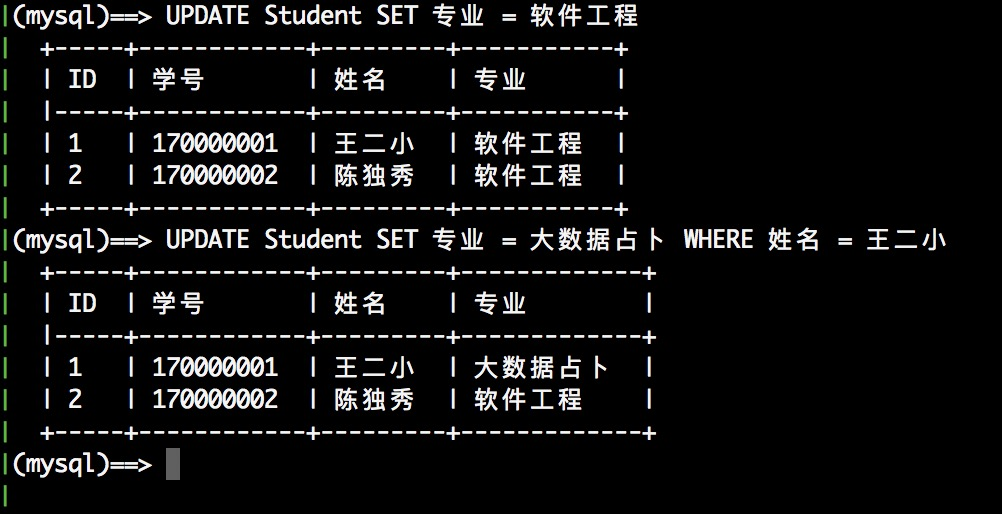 |(mysql)==> UPDATE Student SET 专业 = 软件工程
|  +-----+------------+---------+-----------+
|  | ID  | 学号       | 姓名    | 专业      |
|  |-----+------------+---------+-----------+
|  | 1   | 170000001  | 王二小  | 软件工程  |
|  | 2   | 170000002  | 陈独秀  | 软件工程  |
|  +-----+------------+---------+-----------+
|(mysql)==> UPDATE Student SET 专业 = 大数据占卜 WHERE 姓名 = 王二小
|  +-----+------------+---------+-------------+
|  | ID  | 学号       | 姓名    | 专业        |
|  |-----+------------+---------+-------------+
|  | 1   | 170000001  | 王二小  | 大数据占卜  |
|  | 2   | 170000002  | 陈独秀  | 软件工程    |
|  +-----+------------+---------+-------------+
|(mysql)==>
|